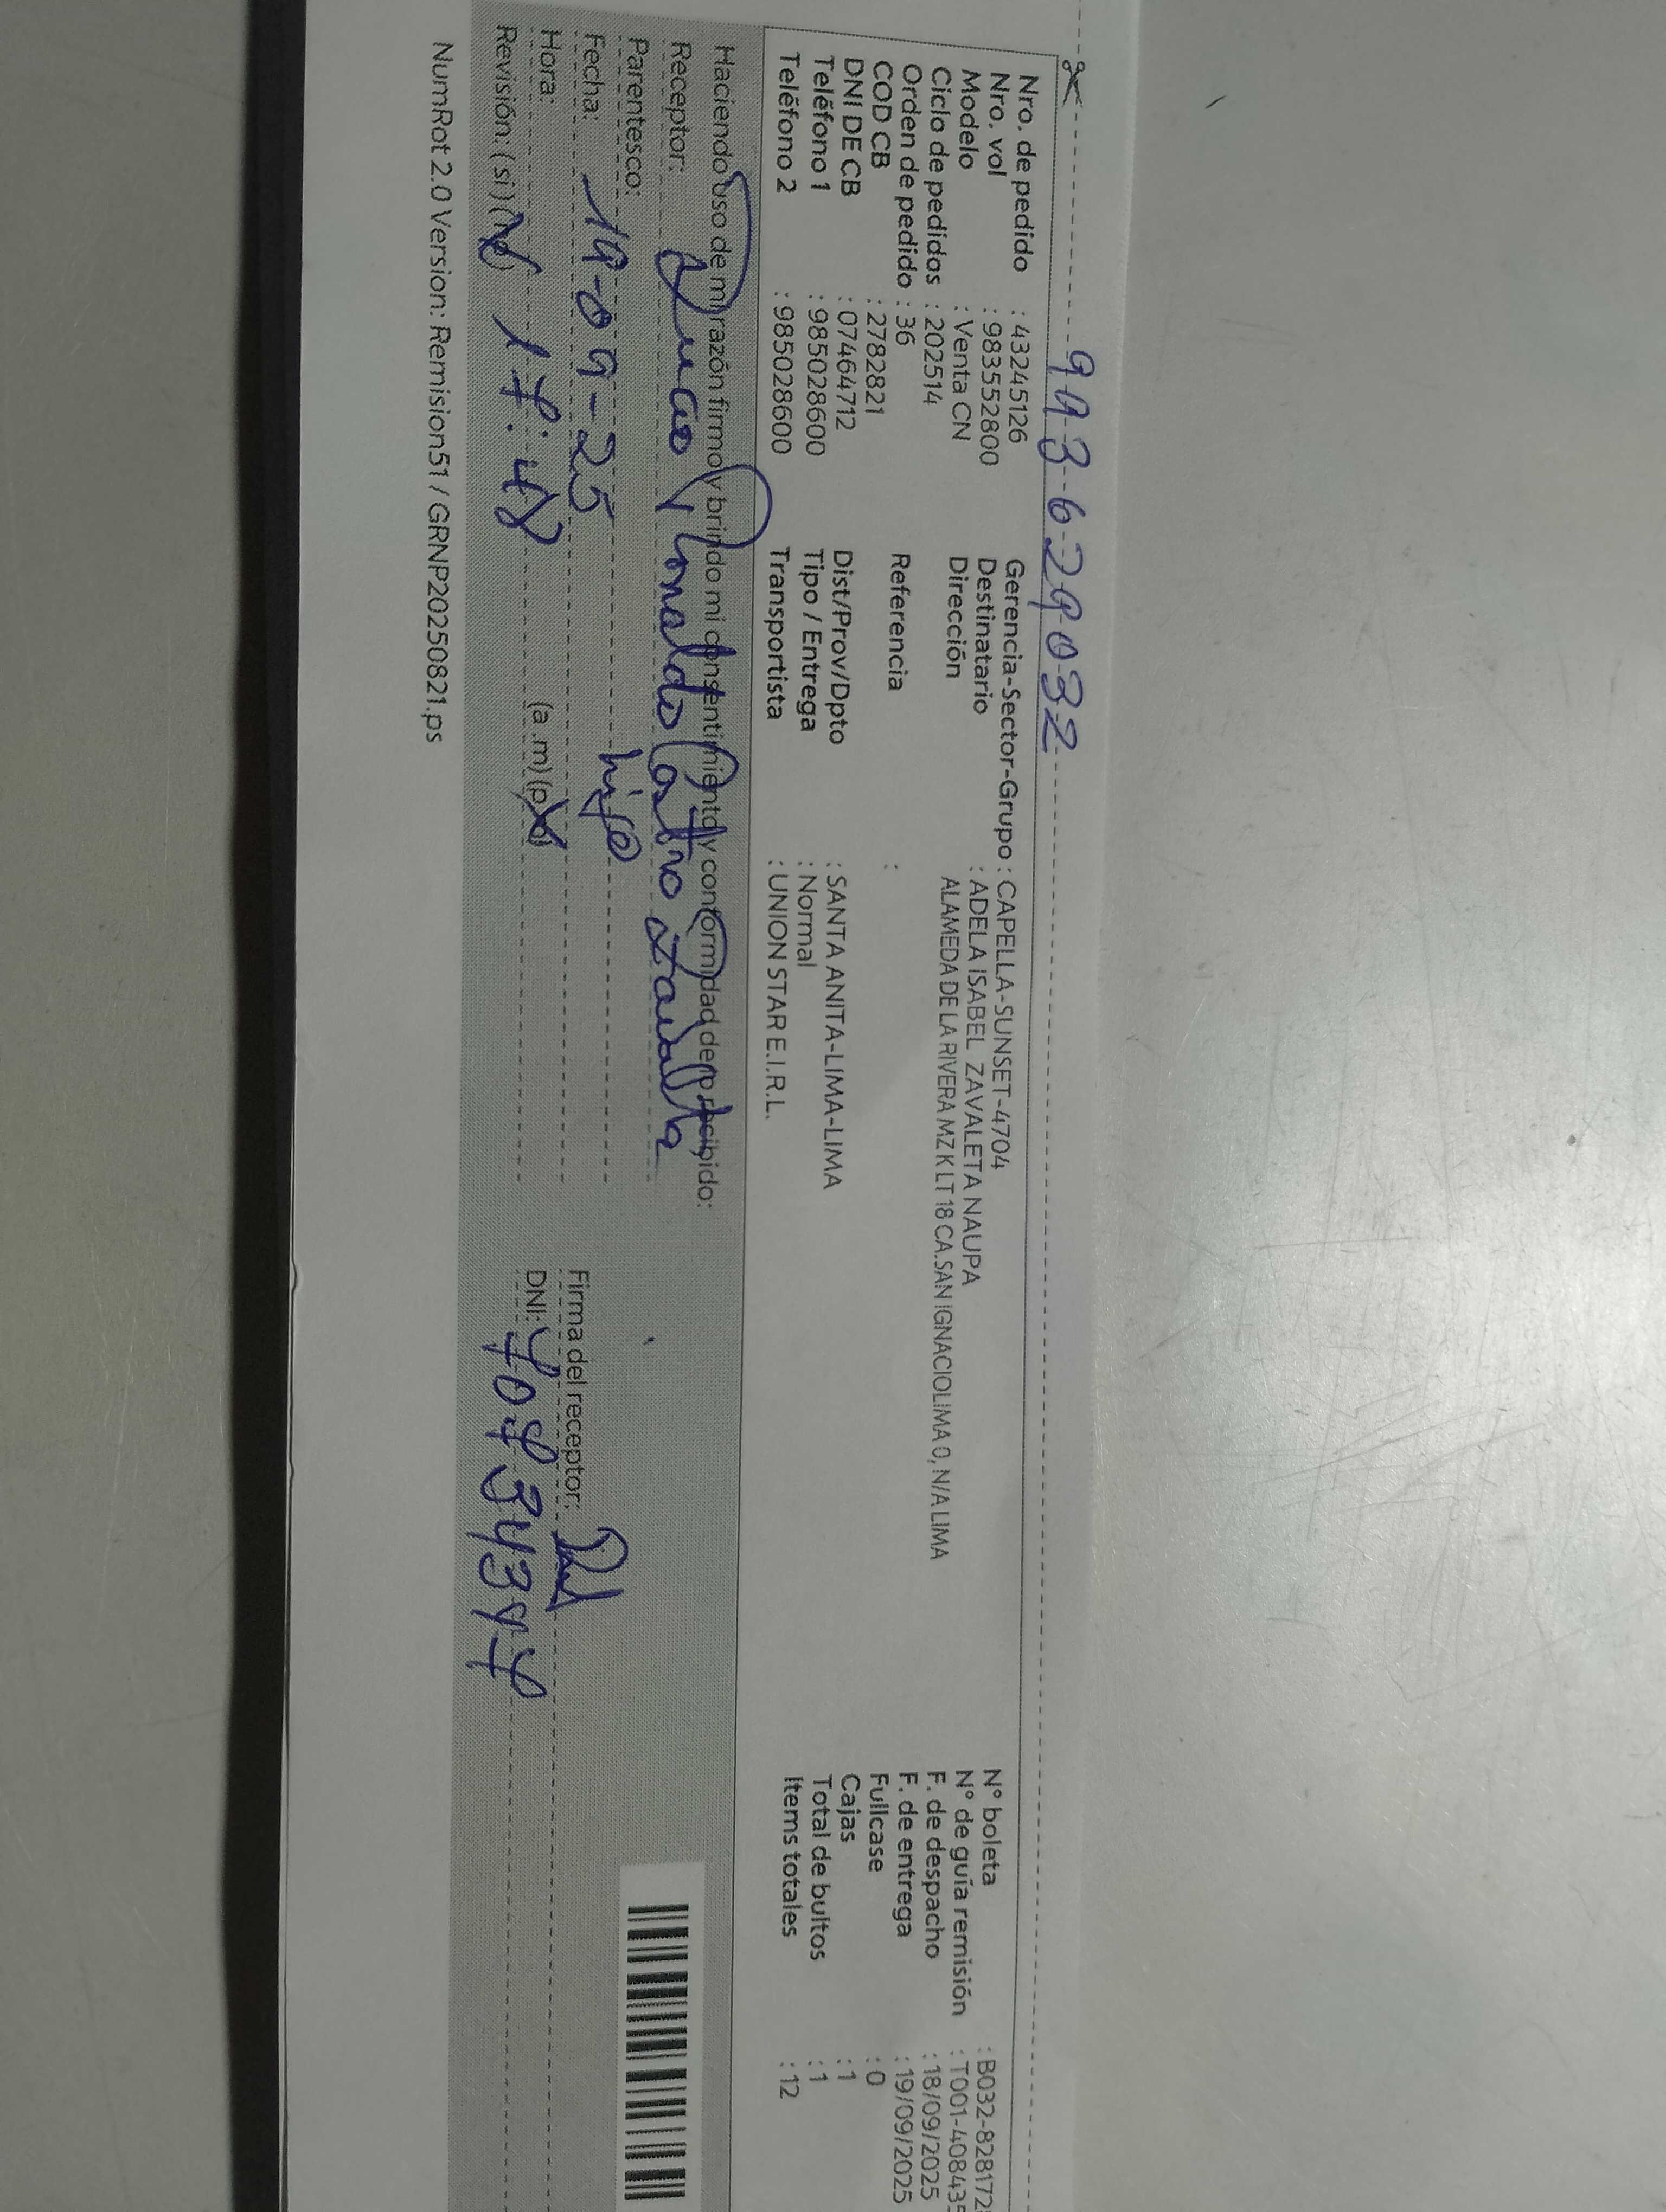 993629032
Nro. de pedido : 43245126
Nro. vol : 983552800
Modelo : Venta CN
Ciclo de pedidos : 202514
Orden de pedido : 36
COD CB : 2782821
DNI DE CB : 07464712
Teléfono 1 : 985028600
Teléfono 2 : 985028600
Gerencia-Sector-Grupo : CAPELLA-SUNSET-4704
Destinatario : ADELA ISABEL ZAVALETA NAUPA
Dirección ALAMEDA DE LA RIVERA MZ K LT 18 CA.SAN IGNACIOLIMA 0, N/A LIMA
Referencia :
Dist/Prov/Dpto : SANTA ANITA-LIMA-LIMA
Tipo / Entrega : Normal
Transportista : UNION STAR E.I.R.L.
N° boleta : B032-828172
N° de guía remisión : T001-408435
F. de despacho : 18/09/2025
F. de entrega : 19/09/2025
Fullcase : 0
Cajas : 1
Total de bultos : 1
Items totales : 12
Haciendo uso de mi razón firmo y brindo mi consentimiento y conformidad de lo recibido:
Receptor: Castro
Parentesco: hijo
Fecha: 19-09-25
Hora: (a .m) (p
Revisión: ( si ) ( 17:48
Firma del receptor:
DNI:
NumRot 2.0 Version: Remision51 / GRNP20250821.ps